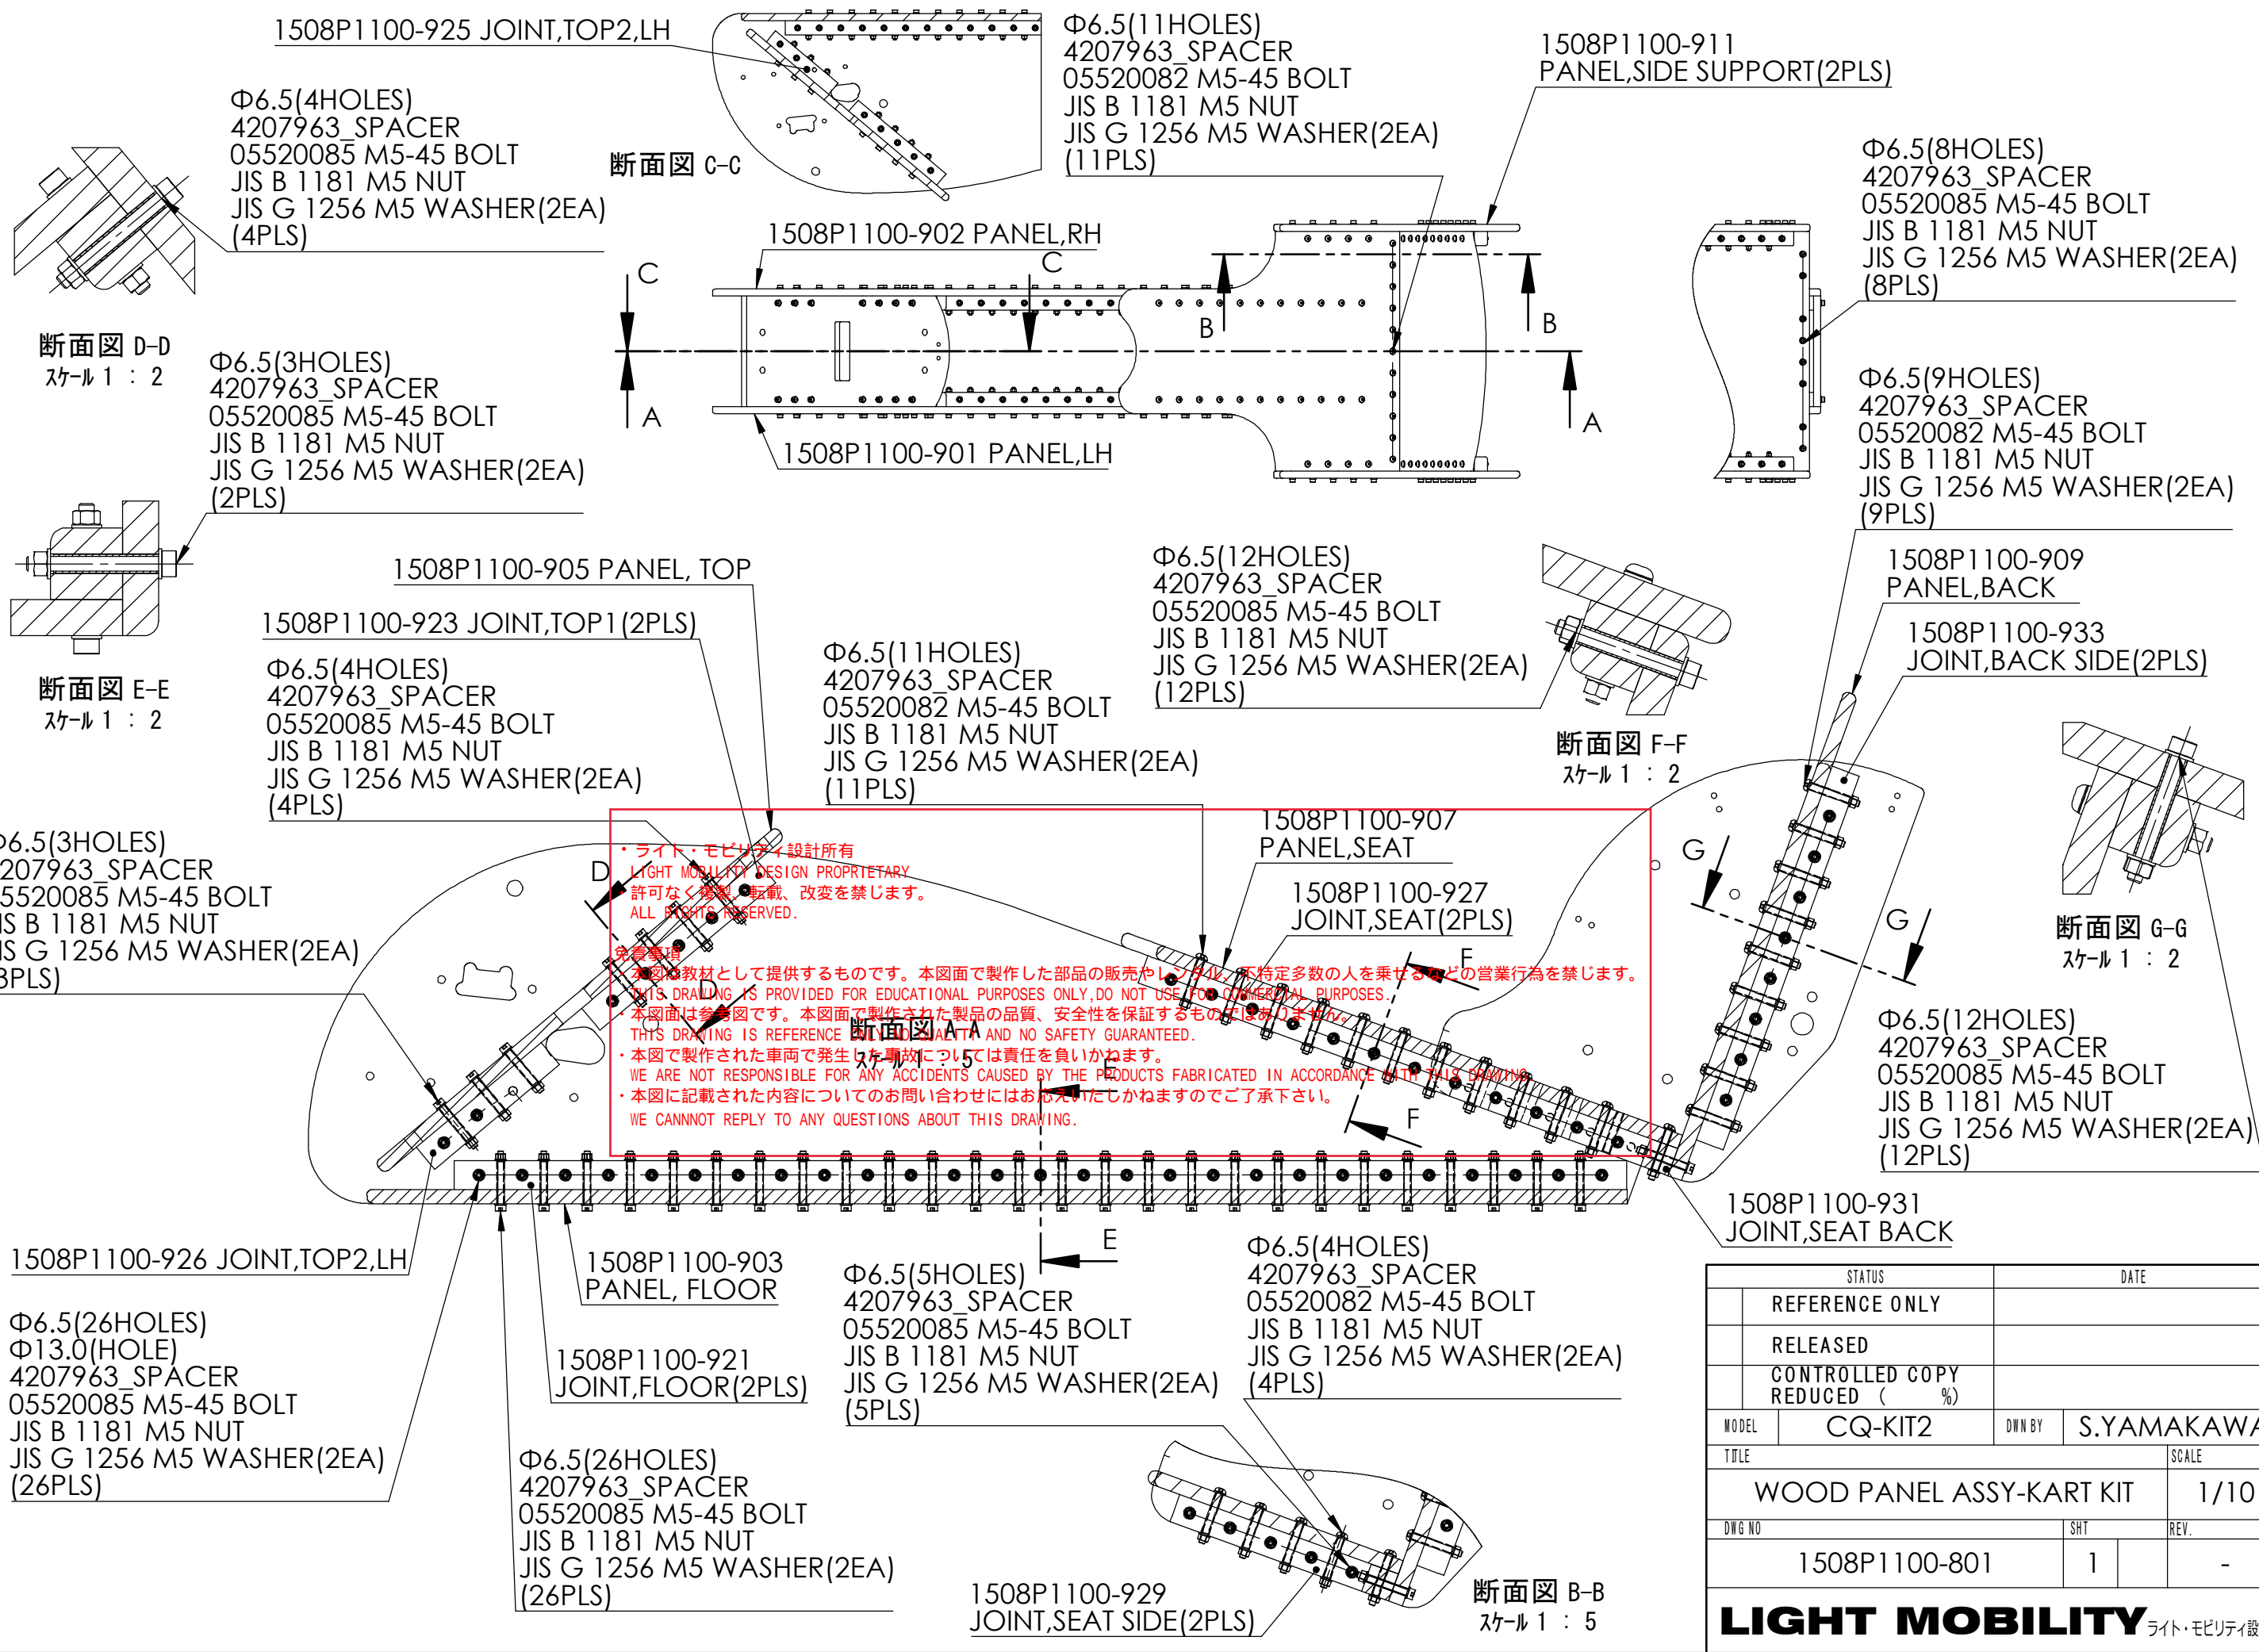 1508P1100-925 JOINT,TOP2,LH
Φ6.5(11HOLES)
4207963_SPACER
05520082 M5-45 BOLT
JIS B 1181 M5 NUT
JIS G 1256 M5 WASHER(2EA)
(11PLS)
1508P1100-911
PANEL,SIDE SUPPORT(2PLS)
Φ6.5(4HOLES)
4207963_SPACER
05520085 M5-45 BOLT
JIS B 1181 M5 NUT
JIS G 1256 M5 WASHER(2EA)
(4PLS)
断面図 C-C
Φ6.5(8HOLES)
4207963_SPACER
05520085 M5-45 BOLT
JIS B 1181 M5 NUT
JIS G 1256 M5 WASHER(2EA)
(8PLS)
1508P1100-902 PANEL,RH
C
C
B
B
A
A
断面図 D-D
スケール 1 : 2
Φ6.5(3HOLES)
4207963_SPACER
05520085 M5-45 BOLT
JIS B 1181 M5 NUT
JIS G 1256 M5 WASHER(2EA)
(2PLS)
1508P1100-901 PANEL,LH
Φ6.5(9HOLES)
4207963_SPACER
05520082 M5-45 BOLT
JIS B 1181 M5 NUT
JIS G 1256 M5 WASHER(2EA)
(9PLS)
断面図 E-E
スケール 1 : 2
1508P1100-905 PANEL, TOP
1508P1100-923 JOINT,TOP1(2PLS)
Φ6.5(4HOLES)
4207963_SPACER
05520085 M5-45 BOLT
JIS B 1181 M5 NUT
JIS G 1256 M5 WASHER(2EA)
(4PLS)
Φ6.5(11HOLES)
4207963_SPACER
05520082 M5-45 BOLT
JIS B 1181 M5 NUT
JIS G 1256 M5 WASHER(2EA)
(11PLS)
Φ6.5(12HOLES)
4207963_SPACER
05520085 M5-45 BOLT
JIS B 1181 M5 NUT
JIS G 1256 M5 WASHER(2EA)
(12PLS)
断面図 F-F
スケール 1 : 2
1508P1100-909
PANEL,BACK
1508P1100-933
JOINT,BACK SIDE(2PLS)
断面図 G-G
スケール 1 : 2
Φ6.5(3HOLES)
4207963_SPACER
05520085 M5-45 BOLT
JIS B 1181 M5 NUT
JIS G 1256 M5 WASHER(2EA)
(3PLS)
1508P1100-907
PANEL,SEAT
1508P1100-927
JOINT,SEAT(2PLS)
D
D
F
F
G
G
E
E
・ライト・モビリティ設計所有
LIGHT MOBILITY DESIGN PROPRIETARY
・許可なく複製、転載、改変を禁じます。
ALL RIGHTS RESERVED.
免責事項
・本図は教材として提供するものです。本図面で製作した部品の販売やレンタル、不特定多数の人を乗せるなどの営業行為を禁じます。
THIS DRAWING IS PROVIDED FOR EDUCATIONAL PURPOSES ONLY,DO NOT USE FOR COMMERCIAL PURPOSES.
・本図面は参考図です。本図面で製作された製品の品質、安全性を保証するものではありません。
THIS DRAWING IS REFERENCE ONLY,NO QUALITY AND NO SAFETY GUARANTEED.
・本図で製作された車両で発生した事故については責任を負いかねます。
WE ARE NOT RESPONSIBLE FOR ANY ACCIDENTS CAUSED BY THE PRODUCTS FABRICATED IN ACCORDANCE WITH THIS DRAWING.
・本図に記載された内容についてのお問い合わせにはお応えいたしかねますのでご了承下さい。
WE CANNNOT REPLY TO ANY QUESTIONS ABOUT THIS DRAWING.
断面図 A-A
スケール 1 : 5
Φ6.5(12HOLES)
4207963_SPACER
05520085 M5-45 BOLT
JIS B 1181 M5 NUT
JIS G 1256 M5 WASHER(2EA)
(12PLS)
1508P1100-931
JOINT,SEAT BACK
1508P1100-926 JOINT,TOP2,LH
1508P1100-903
PANEL, FLOOR
1508P1100-921
JOINT,FLOOR(2PLS)
Φ6.5(26HOLES)
Φ13.0(HOLE)
4207963_SPACER
05520085 M5-45 BOLT
JIS B 1181 M5 NUT
JIS G 1256 M5 WASHER(2EA)
(26PLS)
Φ6.5(26HOLES)
4207963_SPACER
05520085 M5-45 BOLT
JIS B 1181 M5 NUT
JIS G 1256 M5 WASHER(2EA)
(26PLS)
Φ6.5(5HOLES)
4207963_SPACER
05520085 M5-45 BOLT
JIS B 1181 M5 NUT
JIS G 1256 M5 WASHER(2EA)
(5PLS)
Φ6.5(4HOLES)
4207963_SPACER
05520082 M5-45 BOLT
JIS B 1181 M5 NUT
JIS G 1256 M5 WASHER(2EA)
(4PLS)
1508P1100-929
JOINT,SEAT SIDE(2PLS)
断面図 B-B
スケール 1 : 5
STATUS DATE
REFERENCE ONLY
RELEASED
CONTROLLED COPY
REDUCED ( %)
MODEL CQ-KIT2 DWN BY S.YAMAKAWA
TITLE SCALE
WOOD PANEL ASSY-KART KIT 1/10
DWG NO SHT REV.
1508P1100-801 1 -
LIGHT MOBILITY ライト・モビリティ設